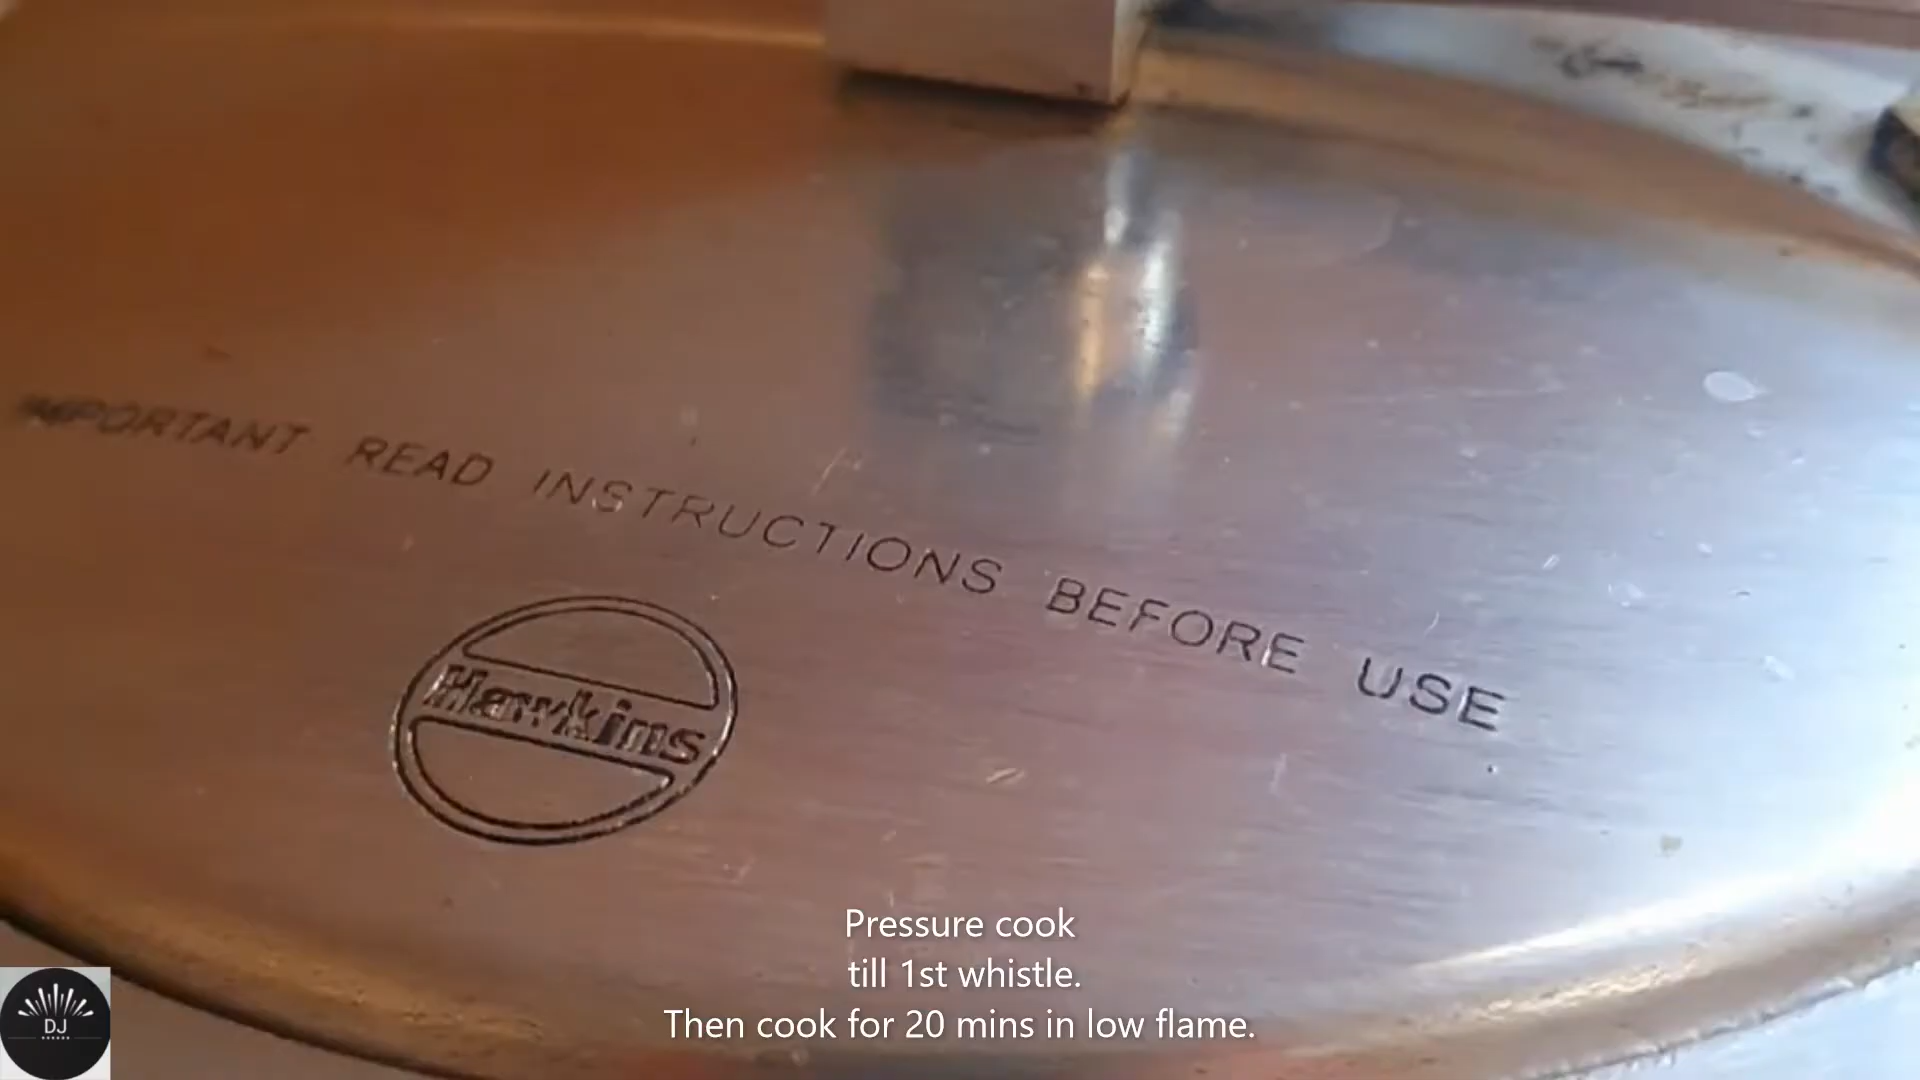 IMPORTANT READ INSTRUCTIONS BEFORE USE
Hawkins
Pressure cook
till 1st whistle.
Then cook for 20 mins in low flame.
DJ